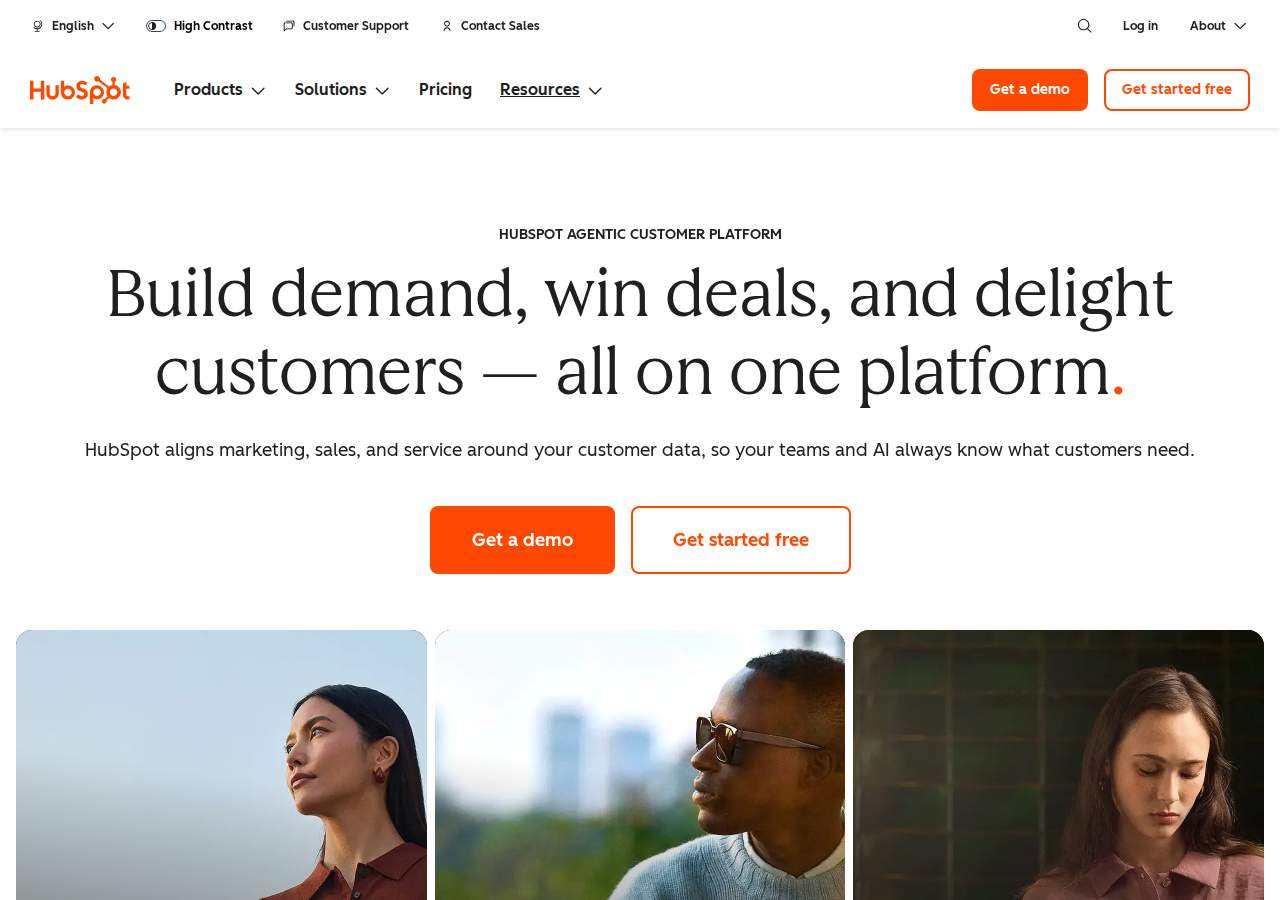 English
High Contrast
Customer Support
Contact Sales
Log in
About
HubSpot
Products
Solutions
Pricing
Resources
Get a demo
Get started free
HUBSPOT AGENTIC CUSTOMER PLATFORM
Build demand, win deals, and delight
customers — all on one platform.
HubSpot aligns marketing, sales, and service around your customer data, so your teams and AI always know what customers need.
Get a demo
Get started free